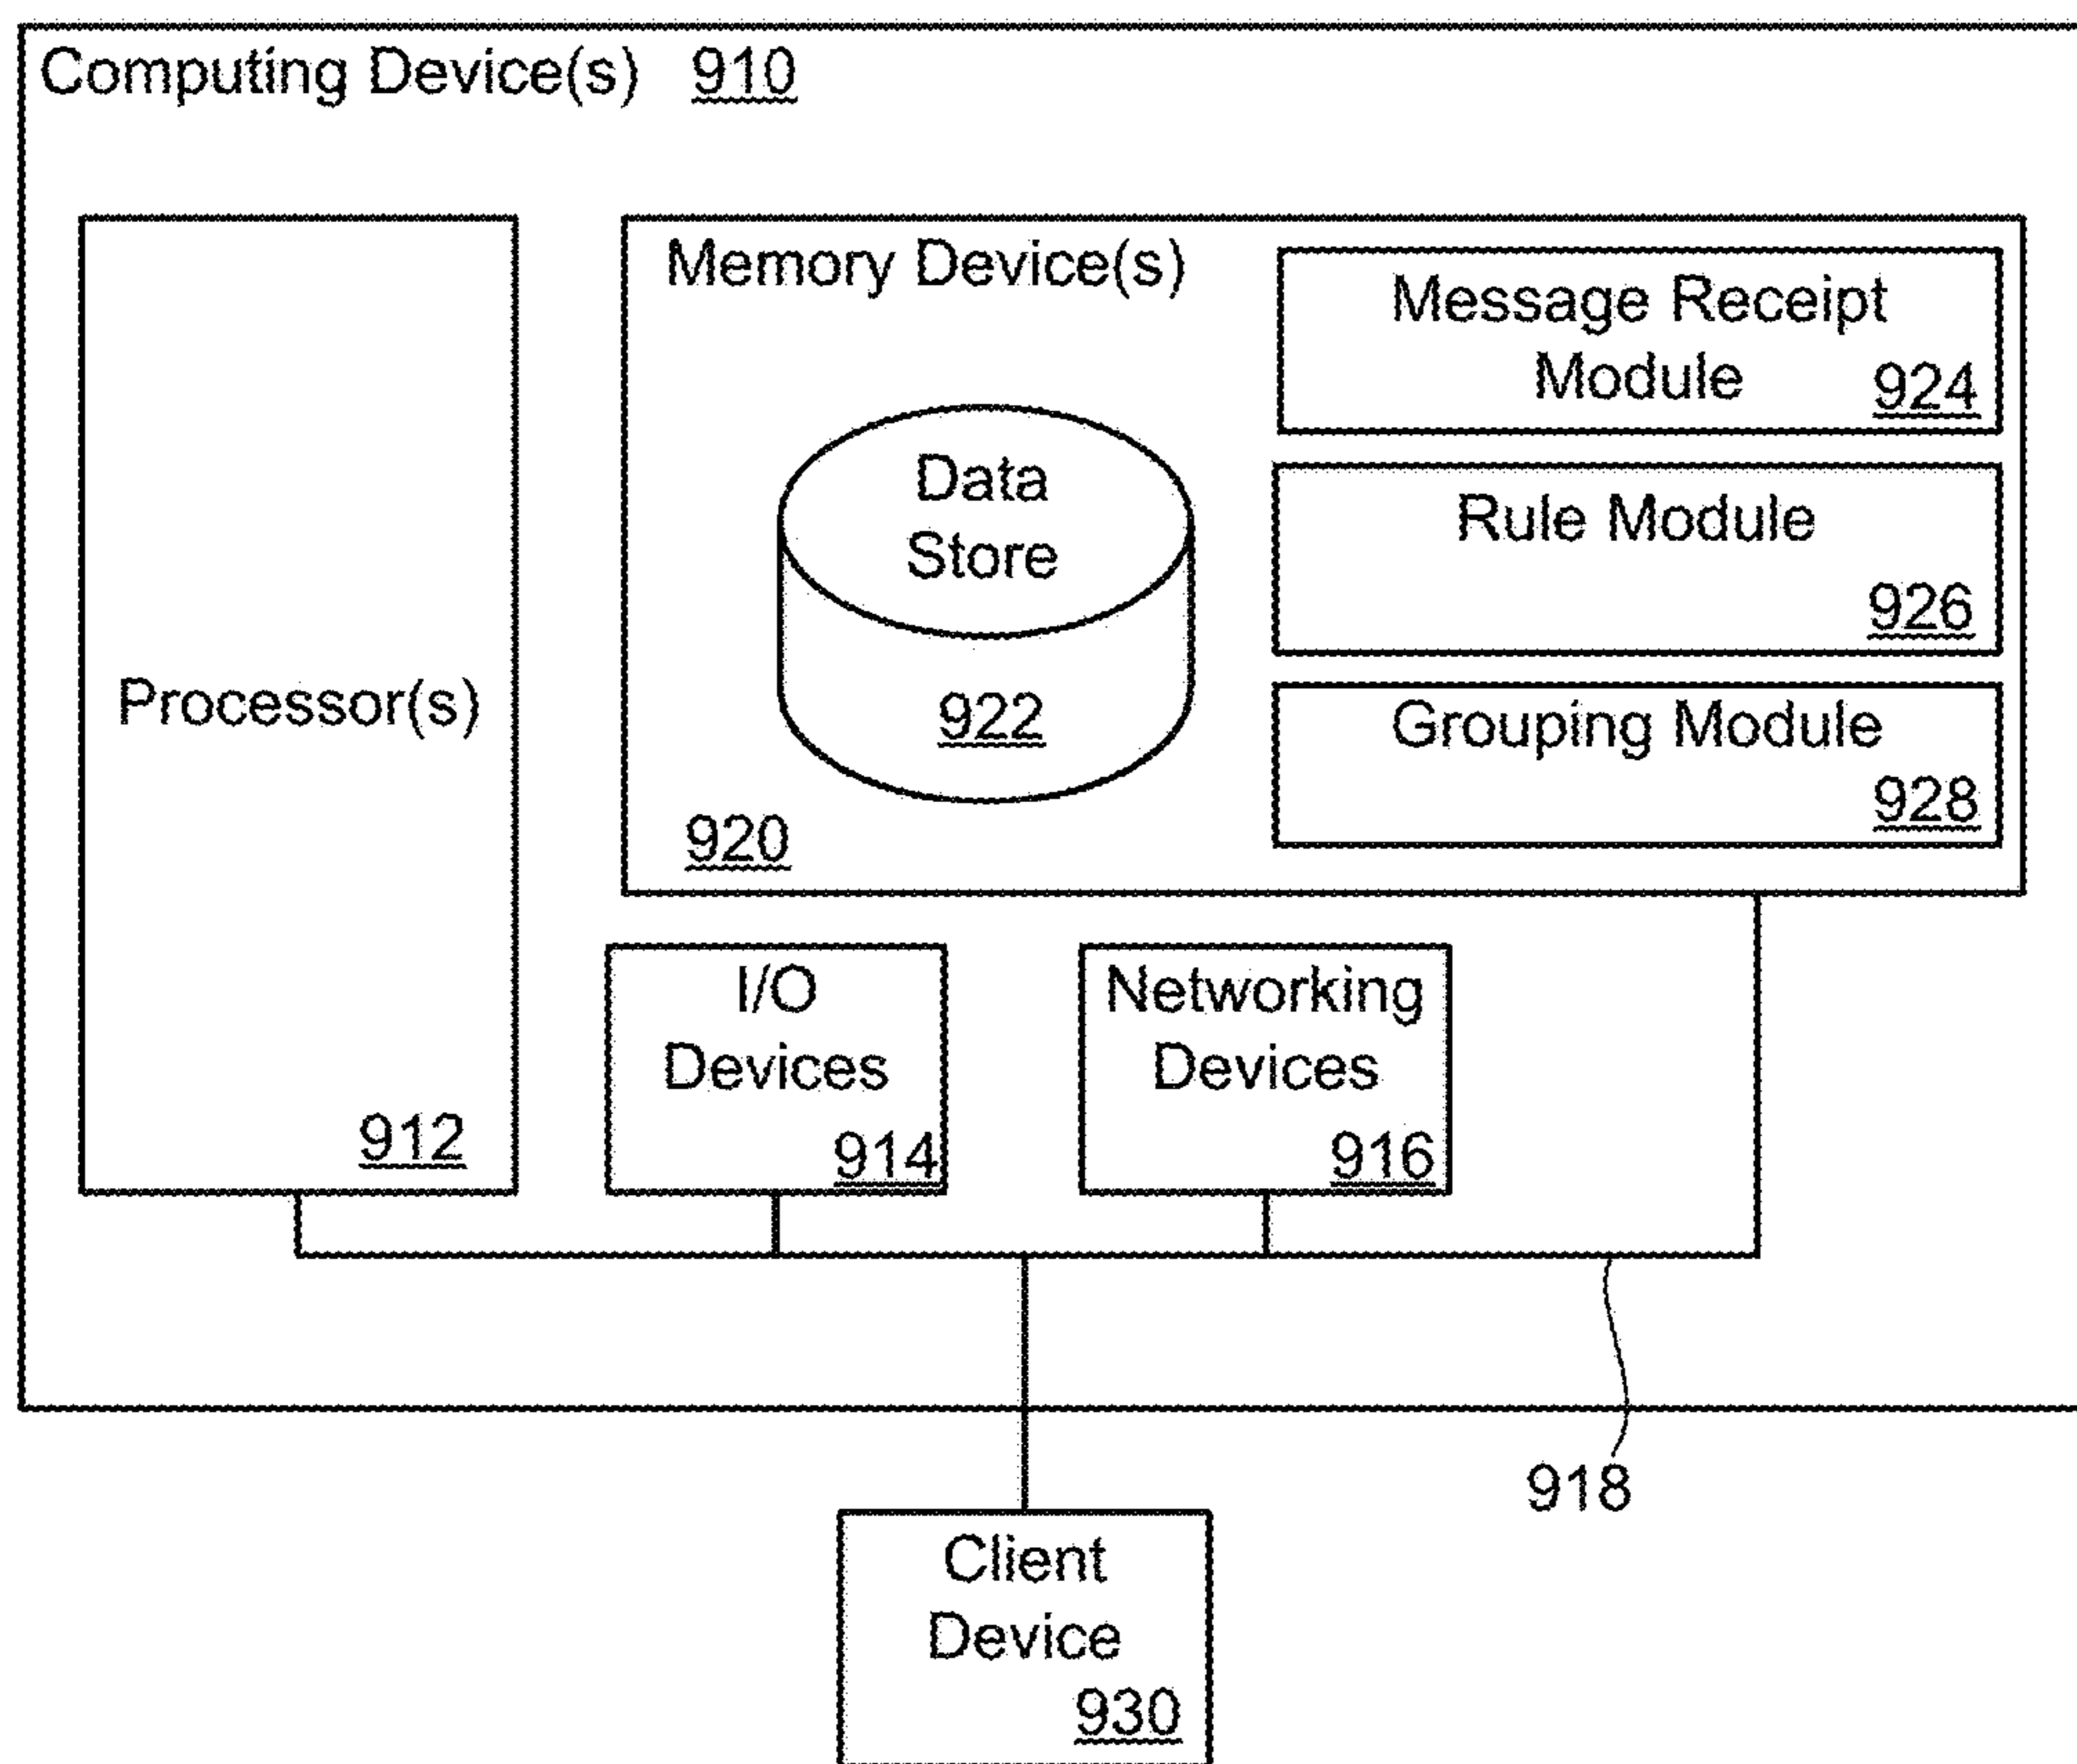 Computing Device(s) 910
Processor(s)
912
Memory Device(s)
Data
Store
922
920
Message Receipt
Module 924
Rule Module
926
Grouping Module
928
I/O
Devices
914
Networking
Devices
916
918
Client
Device
930